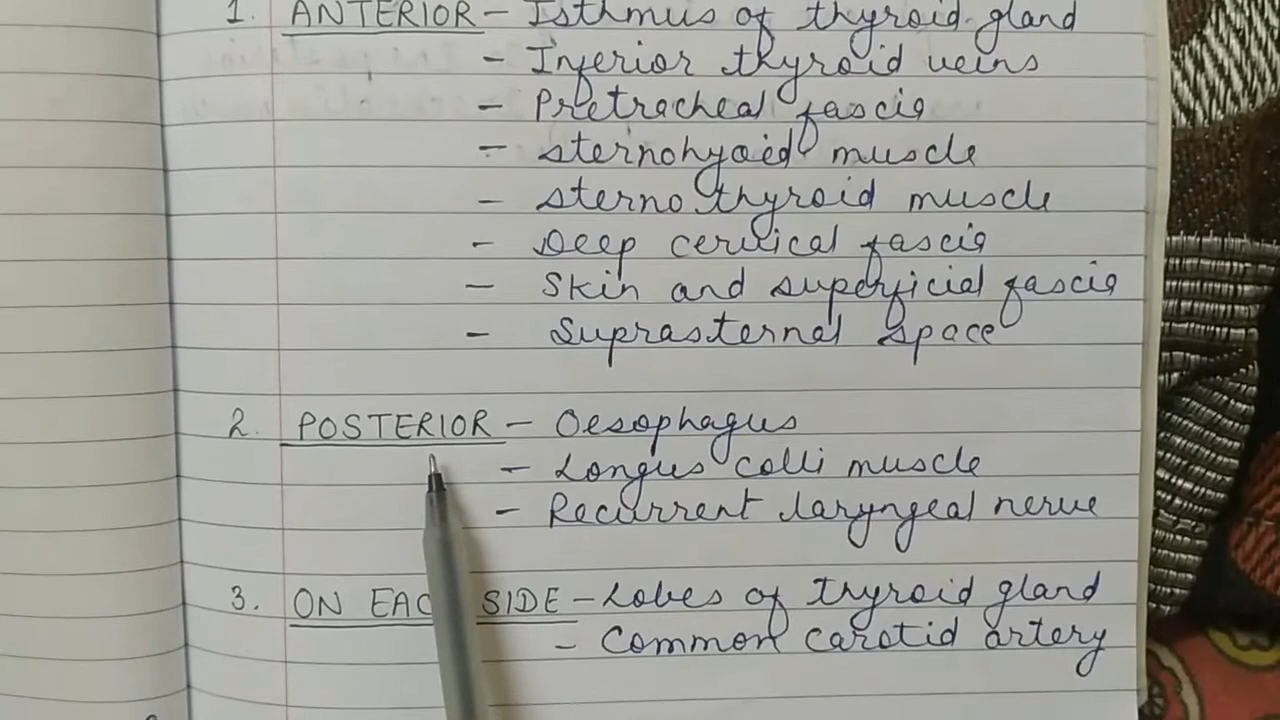 1. ANTERIOR - Isthmus of thyroid gland
- Inferior thyroid veins
- Pretracheal fascia
- sternohyoid muscle
- sterno thyroid muscle
- Deep cervical fascia
- Skin and superficial fascia
- Suprasternal space
2. POSTERIOR - Oesophagus
- Longus colli muscle
- Recurrent laryngeal nerve
3. ON EAC SIDE - Lobes of thyroid gland
- Common carotid artery